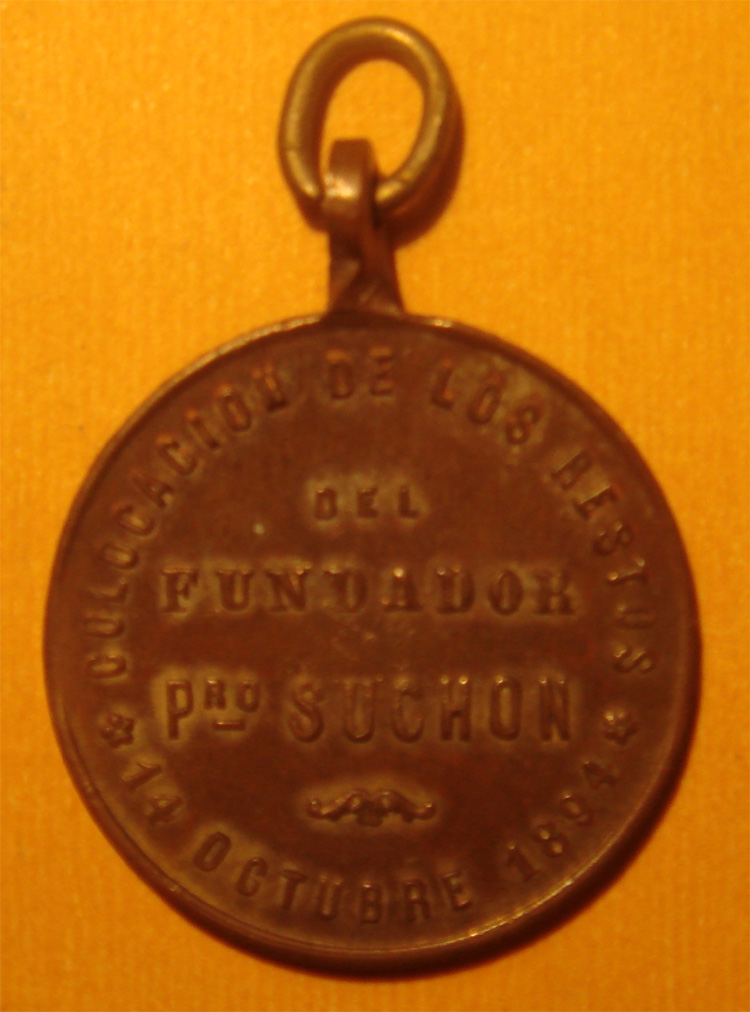 COLOCACION DE LOS RESTOS
DEL
FUNDADOR
PRO SUCHON
* 14 OCTUBRE 1894 *